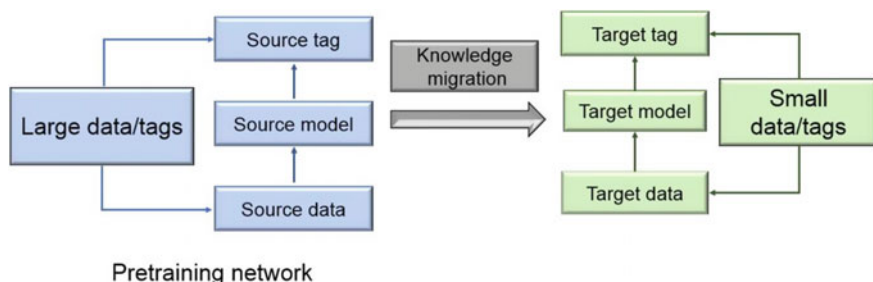 Source tag
Large data/tags
Source model
Source data
Pretraining network
Knowledge
migration
Target tag
Target model
Target data
Small
data/tags